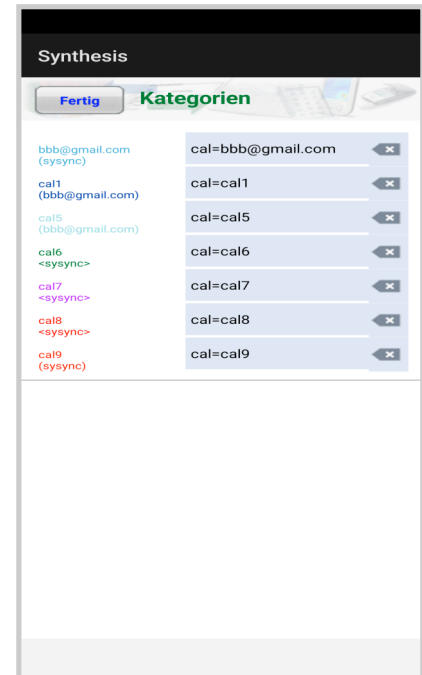 Synthesis
Fertig
Kategorien
bbb@gmail.com
(sysync)
cal=bbb@gmail.com
cal1
(bbb@gmail.com)
cal=cal1
cal5
(bbb@gmail.com)
cal=cal5
cal6
<sysync>
cal=cal6
cal7
<sysync>
cal=cal7
cal8
<sysync>
cal=cal8
cal9
(sysync)
cal=cal9